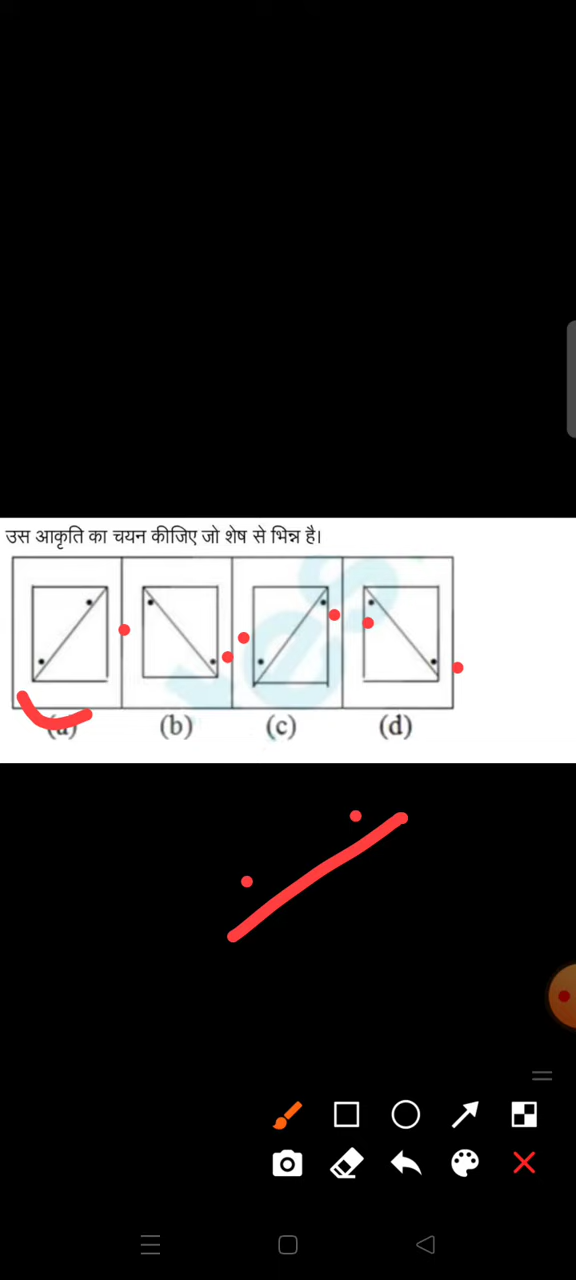 उस आकृति का चयन कीजिए जो शेष से भिन्न है।
(a) (b) (c) (d)